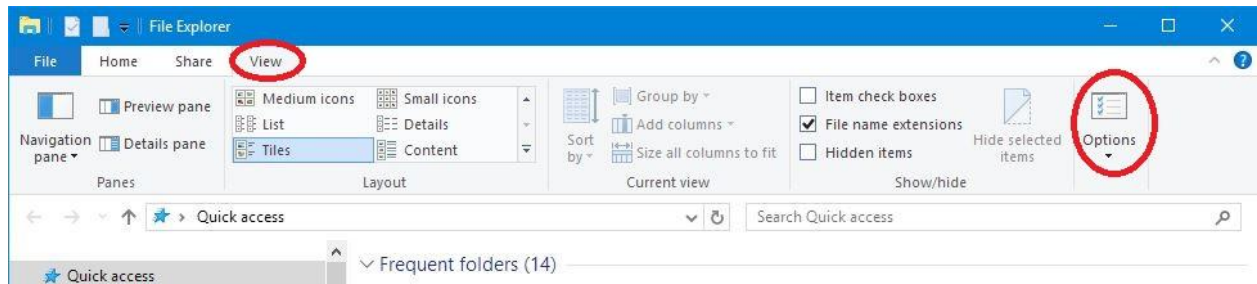 File Explorer
File Home Share View
Navigation pane
Preview pane
Details pane
Panes
Medium icons Small icons
List Details
Tiles Content
Layout
Sort by
Group by
Add columns
Size all columns to fit
Current view
Item check boxes
File name extensions
Hidden items
Hide selected items
Show/hide
Options
Quick access
Search Quick access
Quick access
Frequent folders (14)